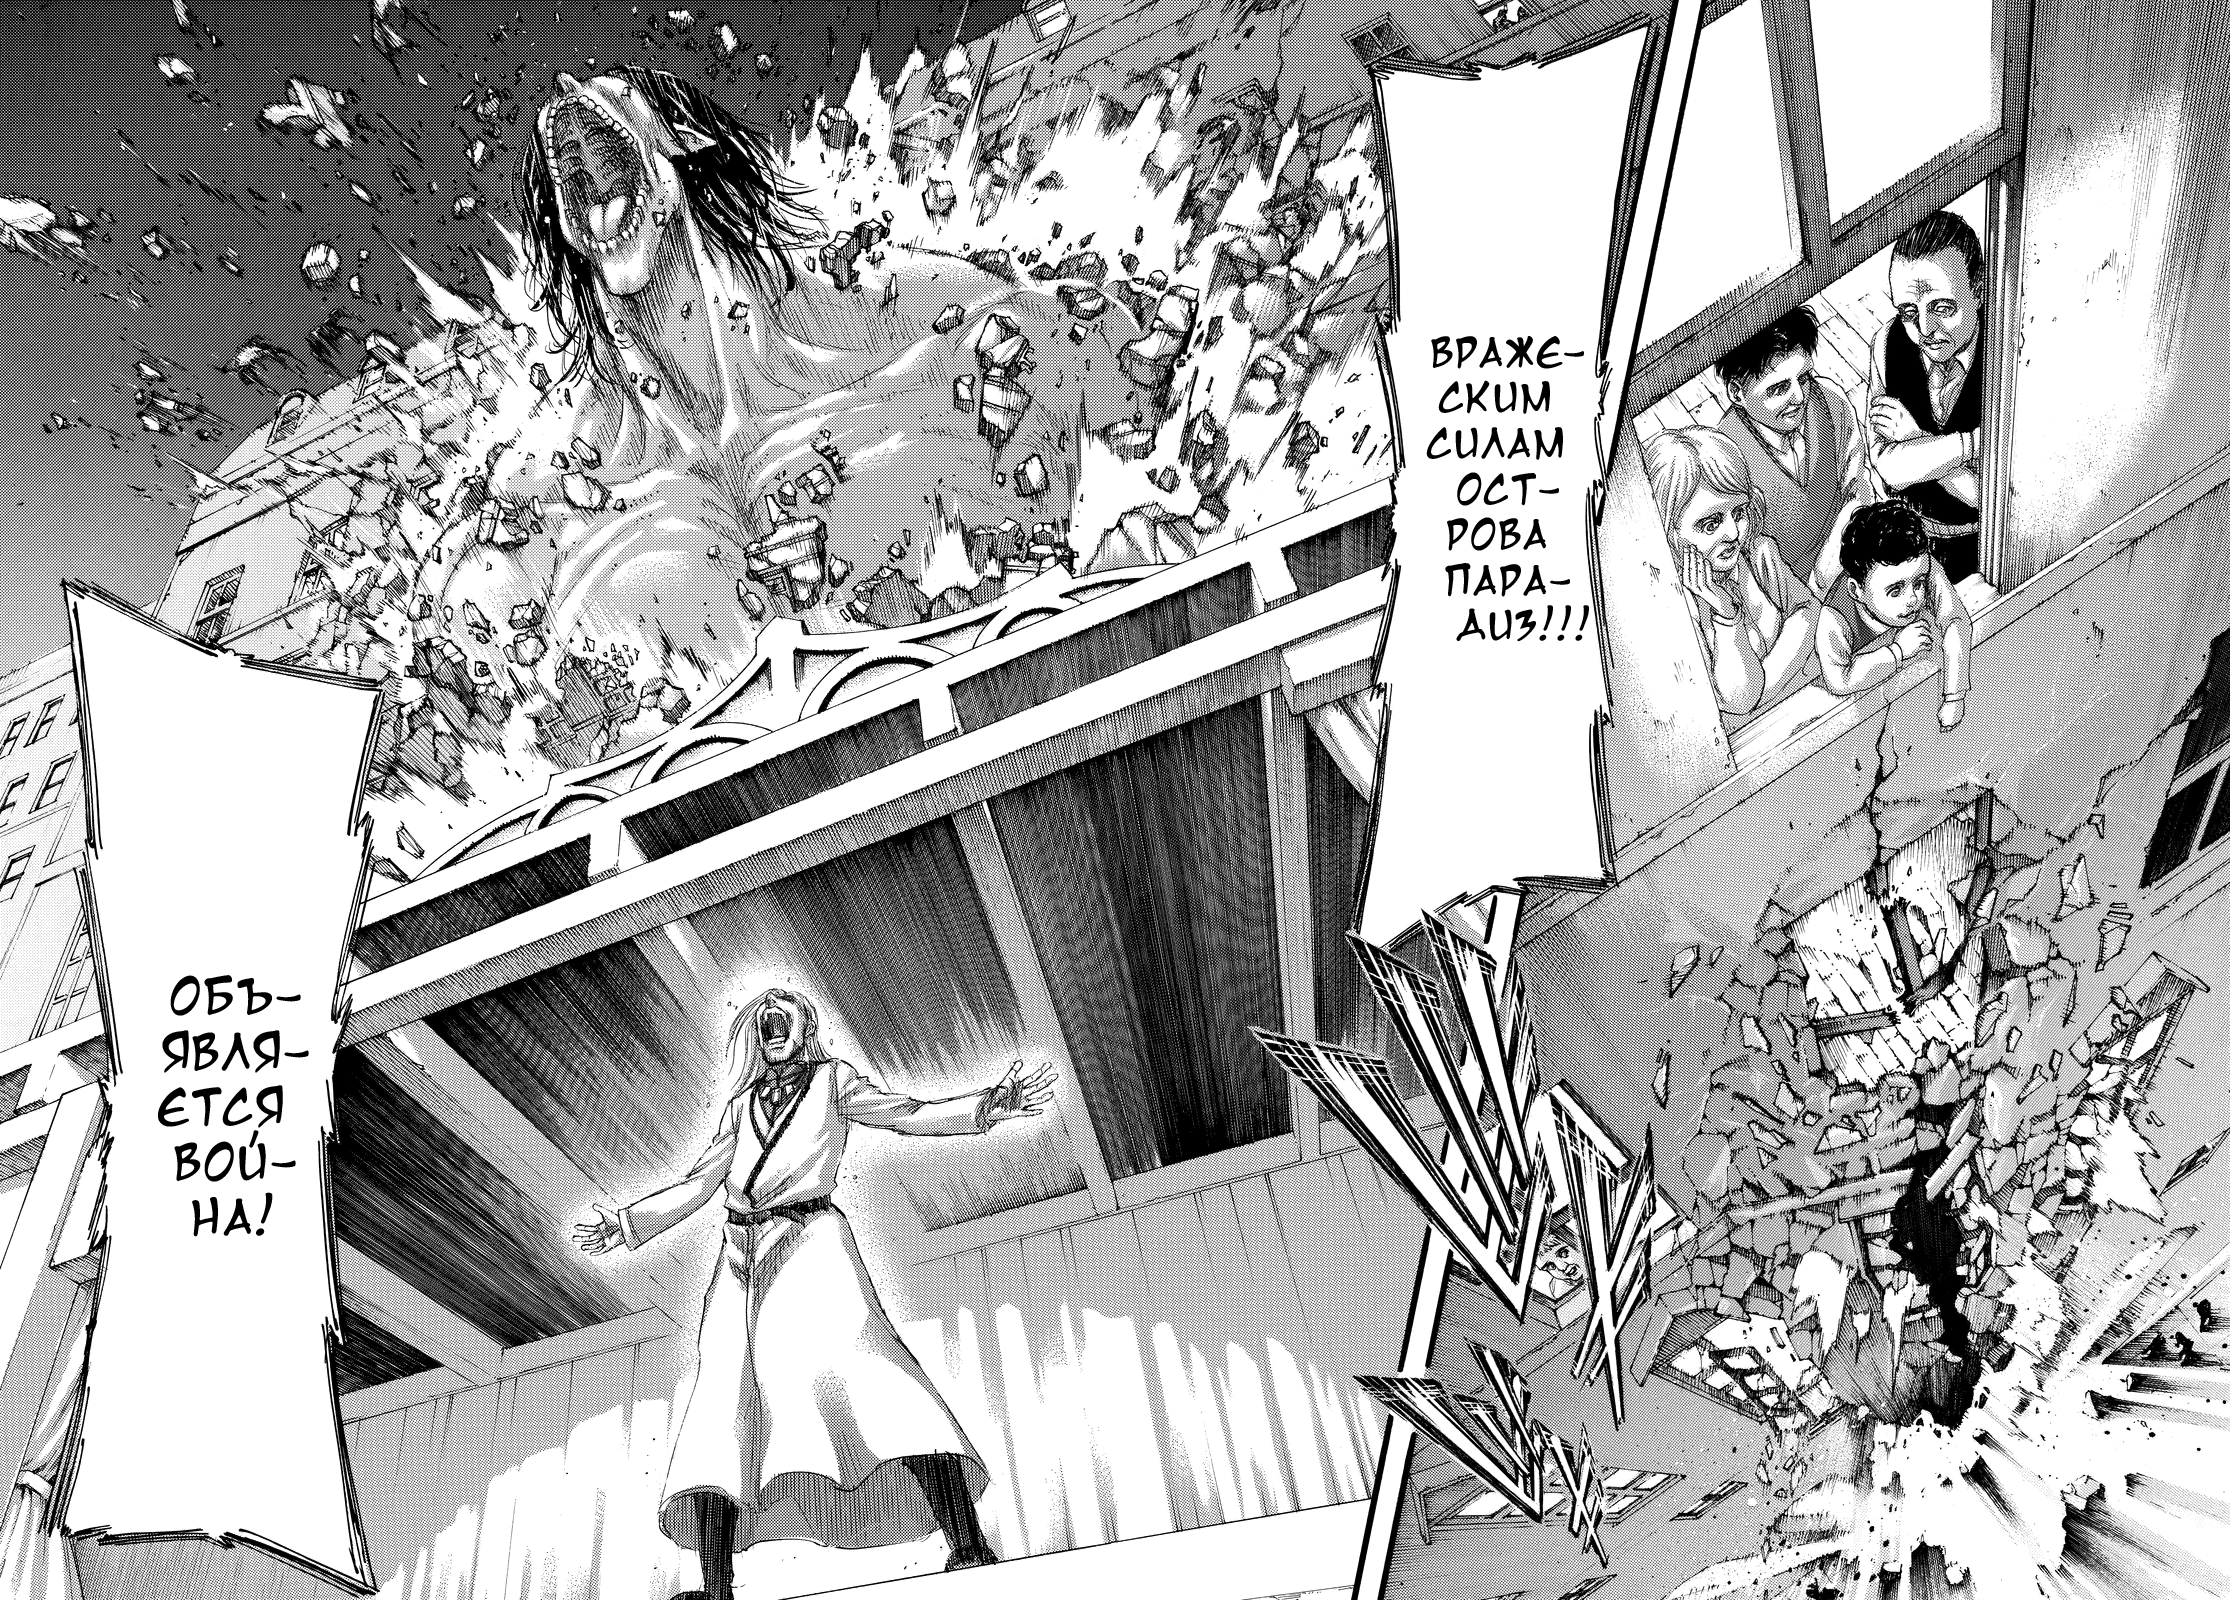 ВРАЖЕ-
СКИМ
СИЛАМ
ОСТ-
РОВА
ПАРА-
ДИЗ!!!
ОБЪ-
ЯВЛЯ-
ЕТСЯ
ВОЙ-
НА!